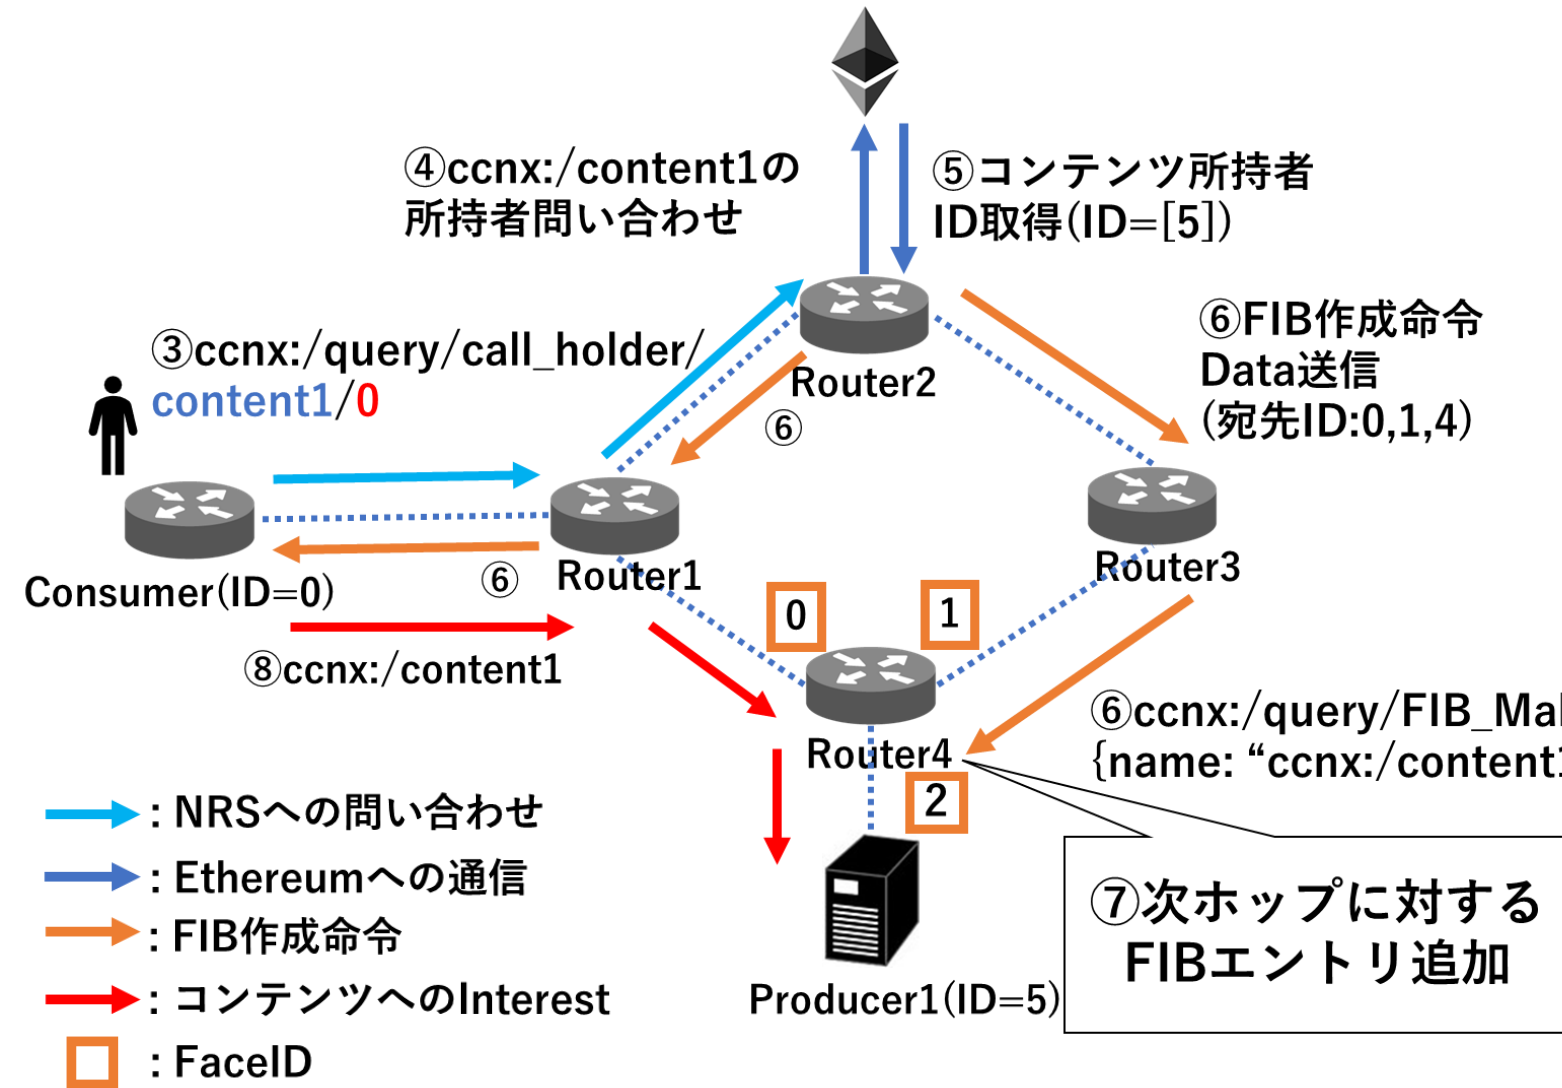 ④ccnx:/content1の
所持者問い合わせ
⑤コンテンツ所持者
ID取得(ID=[5])
③ccnx:/query/call_holder/
content1/0
⑥FIB作成命令
Data送信
(宛先ID:0,1,4)
Router2
⑥
Consumer(ID=0)
⑥
Router1
Router3
0
1
⑧ccnx:/content1
Router4
⑥ccnx:/query/FIB_Mal
{name: “ccnx:/content1
2
⑦次ホップに対する
FIBエントリ追加
Producer1(ID=5)
: NRSへの問い合わせ
: Ethereumへの通信
: FIB作成命令
: コンテンツへのInterest
: FaceID